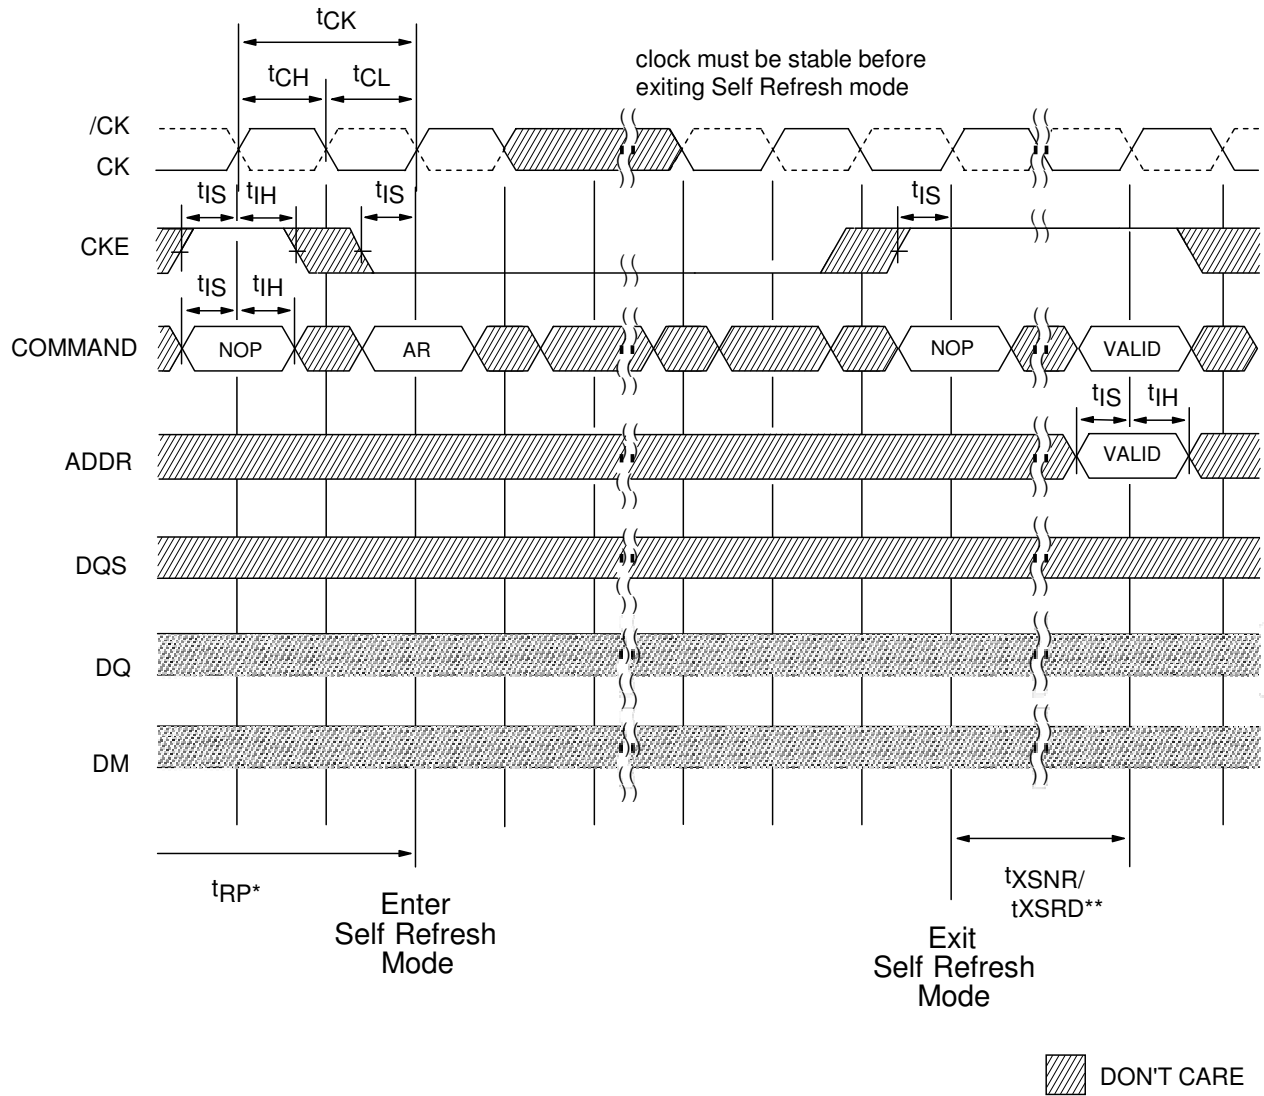 tCK
clock must be stable before
exiting Self Refresh mode
tCH
tCL
/CK
CK
tIS
tIH
tIS
tIS
CKE
tIS
tIH
COMMAND
NOP
AR
NOP
VALID
tIS
tIH
ADDR
VALID
DQS
DQ
DM
tRP*
Enter
Self Refresh
Mode
tXSNR/
tXSRD**
Exit
Self Refresh
Mode
DON'T CARE